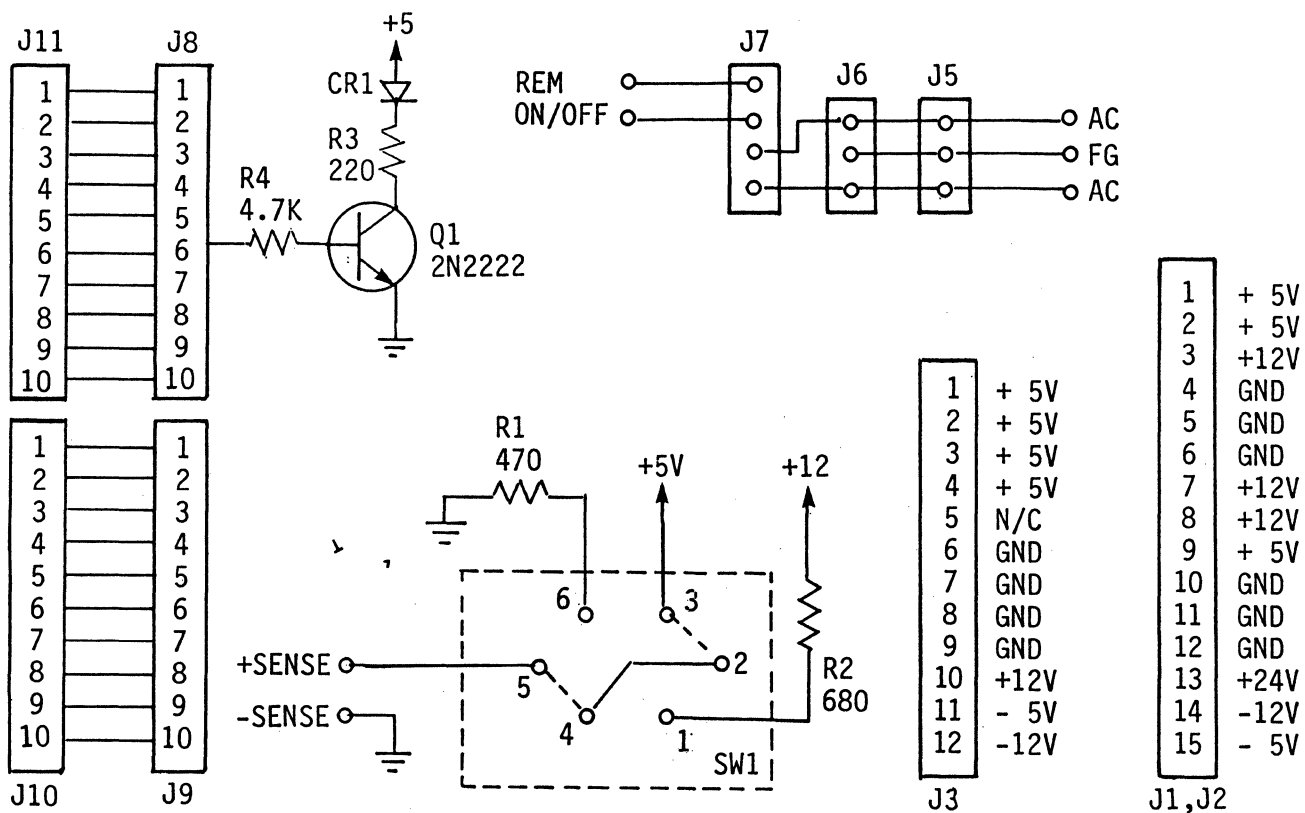 J11
1
2
3
4
5
6
7
8
9
10
J8
1
2
3
4
5
6
7
8
9
10
+5
CR1
R3
220
R4
4.7K
Q1
2N2222
REM
ON/OFF
J7
J6
J5
AC
FG
AC
1
2
3
4
5
6
7
8
9
10
J10
1
2
3
4
5
6
7
8
9
10
J9
R1
470
+5V
+12
6
3
5
2
4
1
+SENSE
-SENSE
SW1
R2
680
1 + 5V
2 + 5V
3 + 5V
4 + 5V
5 N/C
6 GND
7 GND
8 GND
9 GND
10 +12V
11 - 5V
12 -12V
J3
1 + 5V
2 + 5V
3 +12V
4 GND
5 GND
6 GND
7 +12V
8 +12V
9 + 5V
10 GND
11 GND
12 GND
13 +24V
14 -12V
15 - 5V
J1,J2